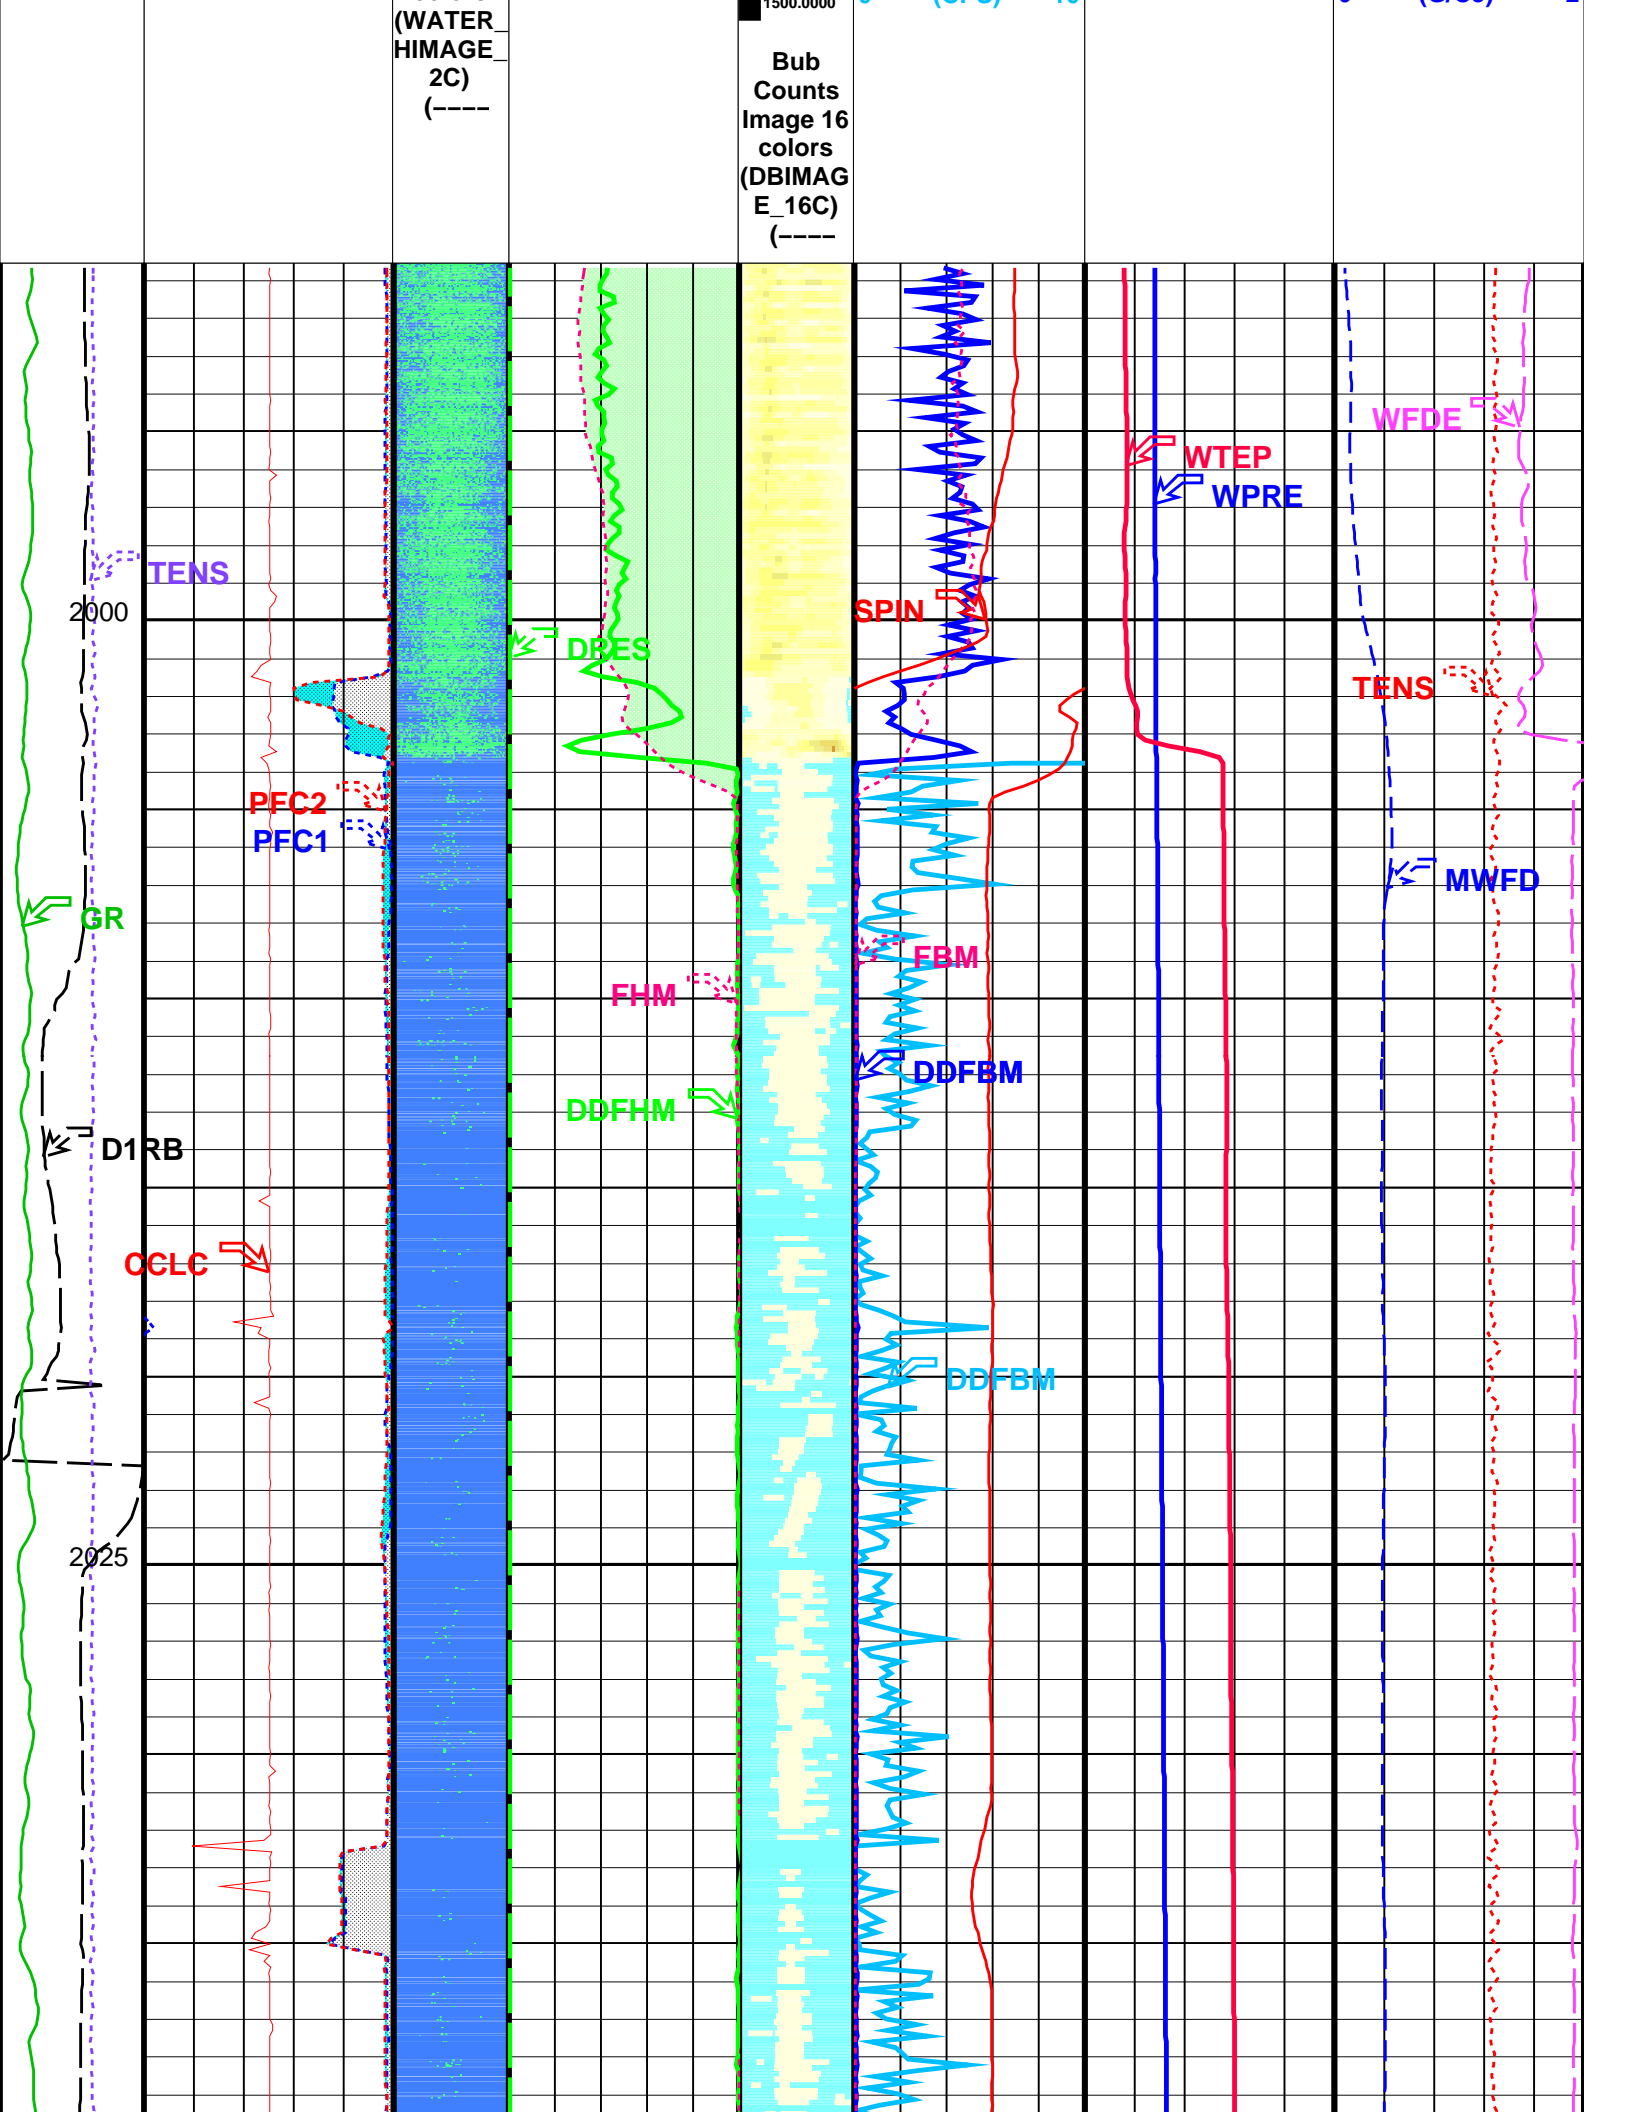 (WATER_
HIMAGE_
2C)
(––––
1500.0000
Bub
Counts
Image 16
colors
(DBIMAG
E_16C)
(––––
WFDE
WTEP
WPRE
TENS
2000
SPIN
DRES
TENS
PFC2
PFC1
MWFD
GR
FBM
FHM
DDFBM
DDFHM
D1RB
CCLC
DDFBM
2025